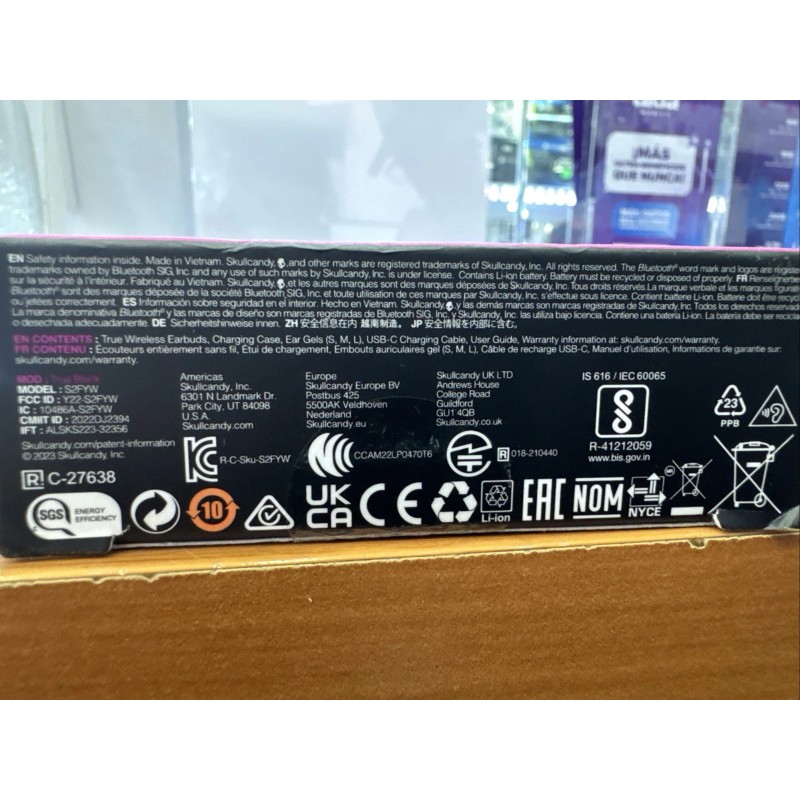 telcel
¡MÁS
QUE NUNCA!
EN Safety information inside. Made in Vietnam. Skullcandy, and other marks are registered trademarks of Skullcandy, Inc. All rights reserved. The Bluetooth® word mark and logos are registe
trademarks owned by Bluetooth SIG, Inc. and any use of such marks by Skullcandy, Inc. is under license. Contains battery Li-ion. Battery must be recycled or disposed of properly. FR Renseignemen
sur la sécurité à l'intérieur. Fabriqué au Vietnam. Skullcandy, et les autres marques sont des marques déposées de Skullcandy, Inc. Tous droits réservés. La marque verbale et les logos
Bluetooth® sont des marques déposées de la société Bluetooth SIG, Inc. et toute utilisation de ces marques par Skullcandy, Inc. s'effectue sous licence. Contient batterie Li-ion. Batterie doit être recy
ou jetées correctement. ES Información sobre seguridad en el interior. Hecho en Vietnam. Skullcandy, y las demás marcas son marcas registradas de Skullcandy, Inc. Todos los derechos reservados.
La marca denominativa Bluetooth® y las marcas de diseño son marcas registradas de Bluetooth SIG, Inc. y Skullcandy, Inc. las utiliza bajo licencia. Contiene una batería de Li-ion. La batería debe ser
o desechada adecuadamente. DE Sicherheitshinweise innen. ZH 安全信息在内 越南制造。 JP 安全情報を内部に含む。
EN CONTENTS : True Wireless Earbuds, Charging Case, Ear Gels (S, M, L), USB-C Charging Cable, User Guide, Warranty information at: skullcandy.com/warranty.
FR CONTENU : Écouteurs entièrement sans fil, Étui de chargement, Embouts auriculaires gel (S, M, L), Câble de recharge USB-C, Manuel d'utilisation, Informations de garantie sur:
skullcandy.com/warranty.
MOD : True Black
MODEL : S2FYW
FCC ID : Y22-S2FYW
IC : 10486A-S2FYW
CMIIT ID : 2022DJ2394
IFT : ALSKS223-32356
Skullcandy.com/patent-information
© 2023 Skullcandy, Inc.
Americas
Skullcandy, Inc.
6301 N Landmark Dr.
Park City, UT 84098
U.S.A.
Skullcandy.com
Europe
Skullcandy Europe BV
Postbus 425
5500AK Veldhoven
Nederland
Skullcandy.eu
Skullcandy UK LTD
Andrews House
College Road
Guildford
GU1 4QB
Skullcandy.co.uk
IS 616 / IEC 60065
R-41212059
www.bis.gov.in
23
PPB
R-C-Sku-S2FYW
CCAM22LP0470T6
R 018-210440
R C-27638
SGS ENERGY EFFICIENCY
10
UK
CA
CE
Li-ion
EAC
NOM
NYCE